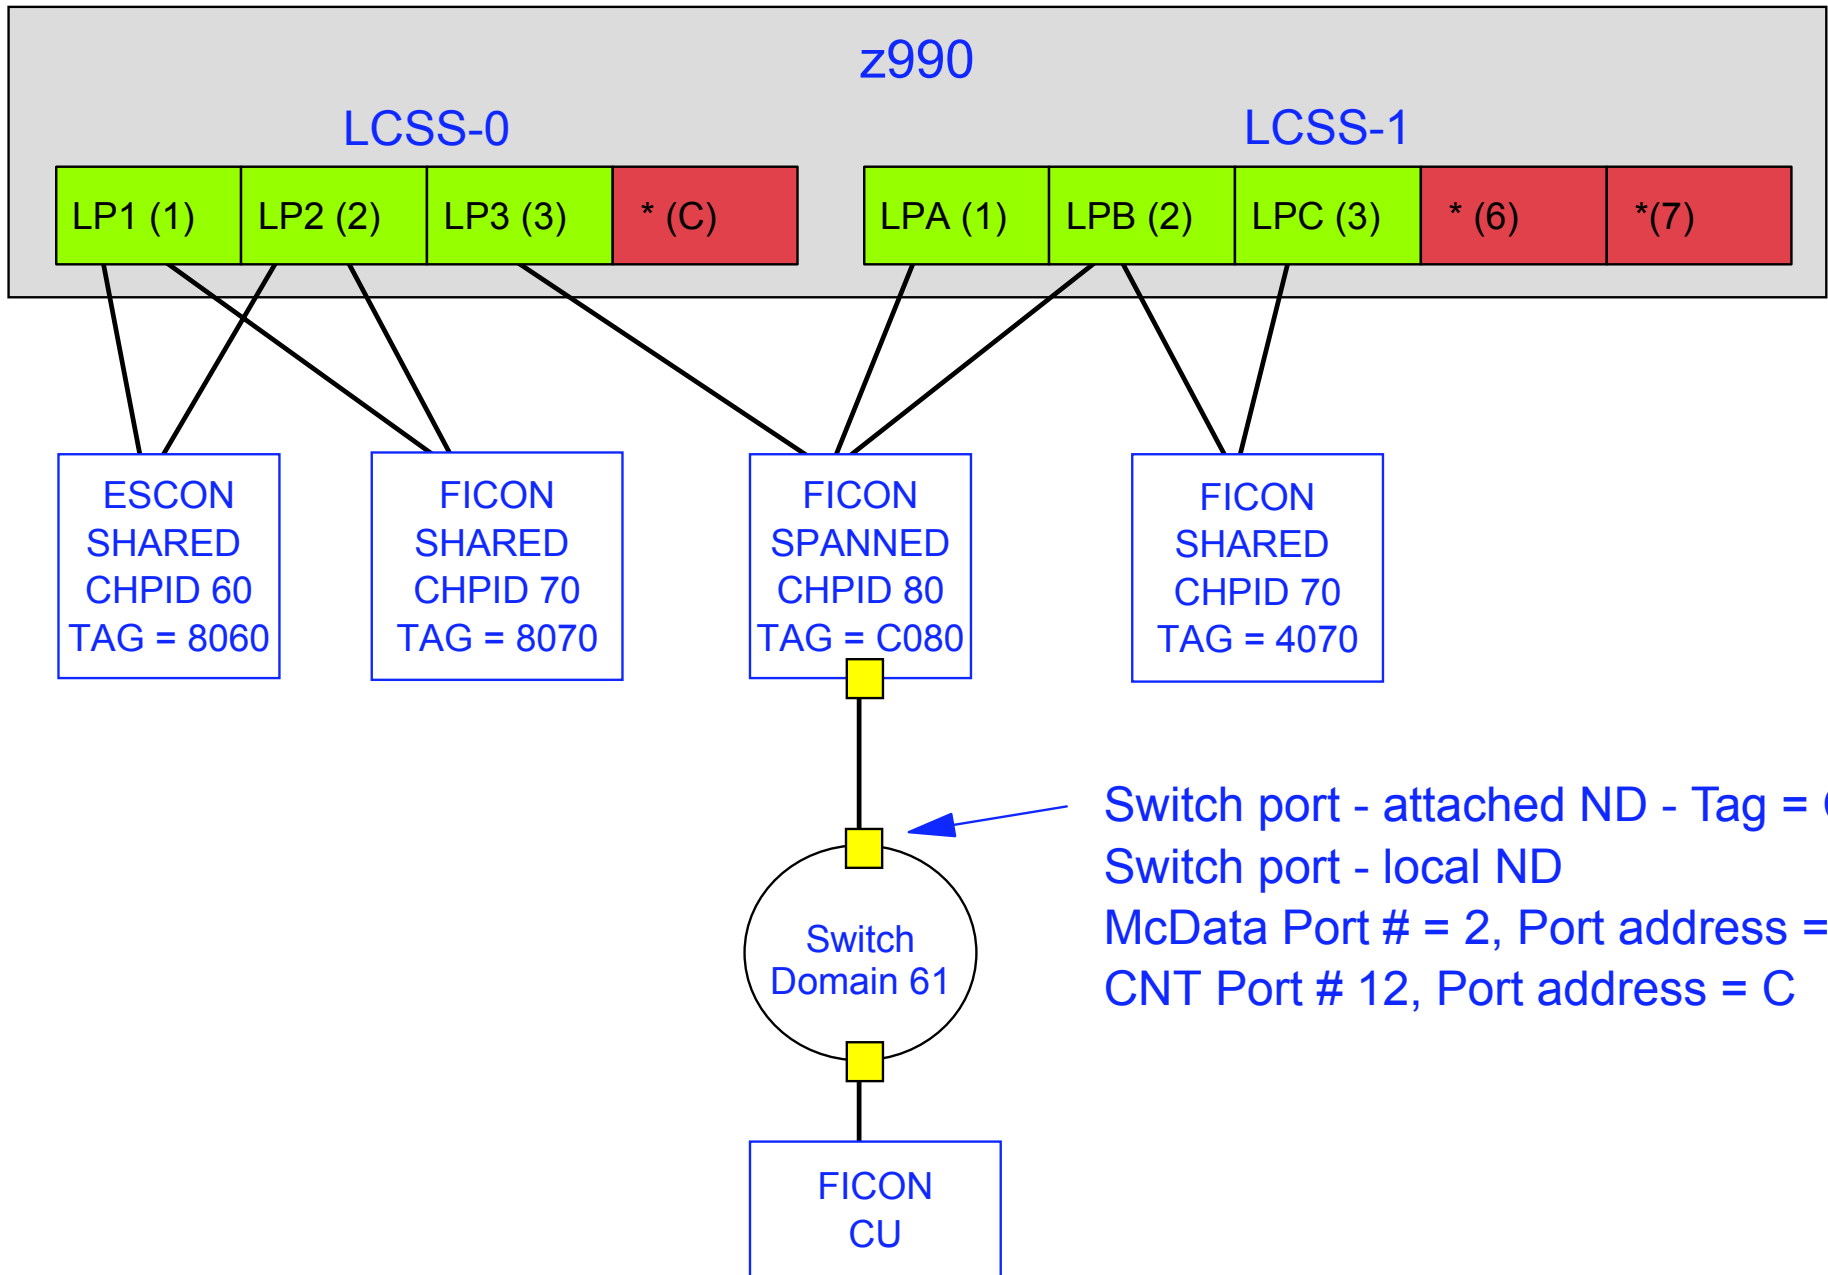 z990
LCSS-0
LCSS-1
LP1 (1)
LP2 (2)
LP3 (3)
* (C)
LPA (1)
LPB (2)
LPC (3)
* (6)
*(7)
ESCON
SHARED
CHPID 60
TAG = 8060
FICON
SHARED
CHPID 70
TAG = 8070
FICON
SPANNED
CHPID 80
TAG = C080
FICON
SHARED
CHPID 70
TAG = 4070
Switch port - attached ND - Tag =
Switch port - local ND
McData Port # = 2, Port address =
CNT Port # 12, Port address = C
Switch
Domain 61
FICON
CU